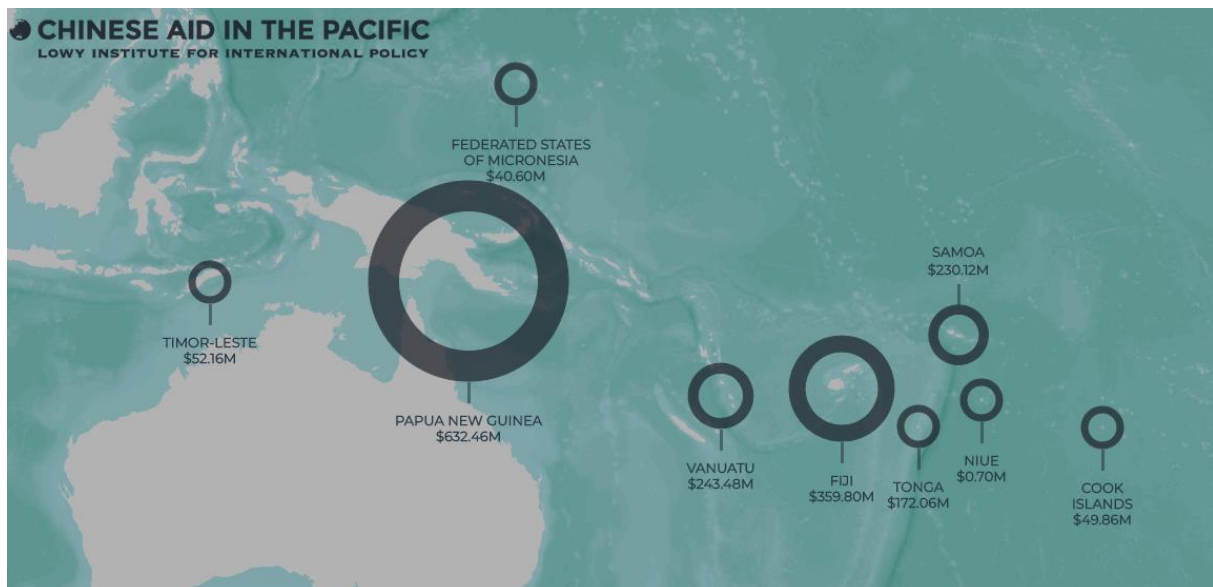 CHINESE AID IN THE PACIFIC
LOWY INSTITUTE FOR INTERNATIONAL POLICY
FEDERATED STATES
OF MICRONESIA
$40.60M
SAMOA
$230.12M
TIMOR-LESTE
$52.16M
PAPUA NEW GUINEA
$632.46M
VANUATU
$243.48M
FIJI
$359.80M
TONGA
$172.06M
NIUE
$0.70M
COOK
ISLANDS
$49.86M